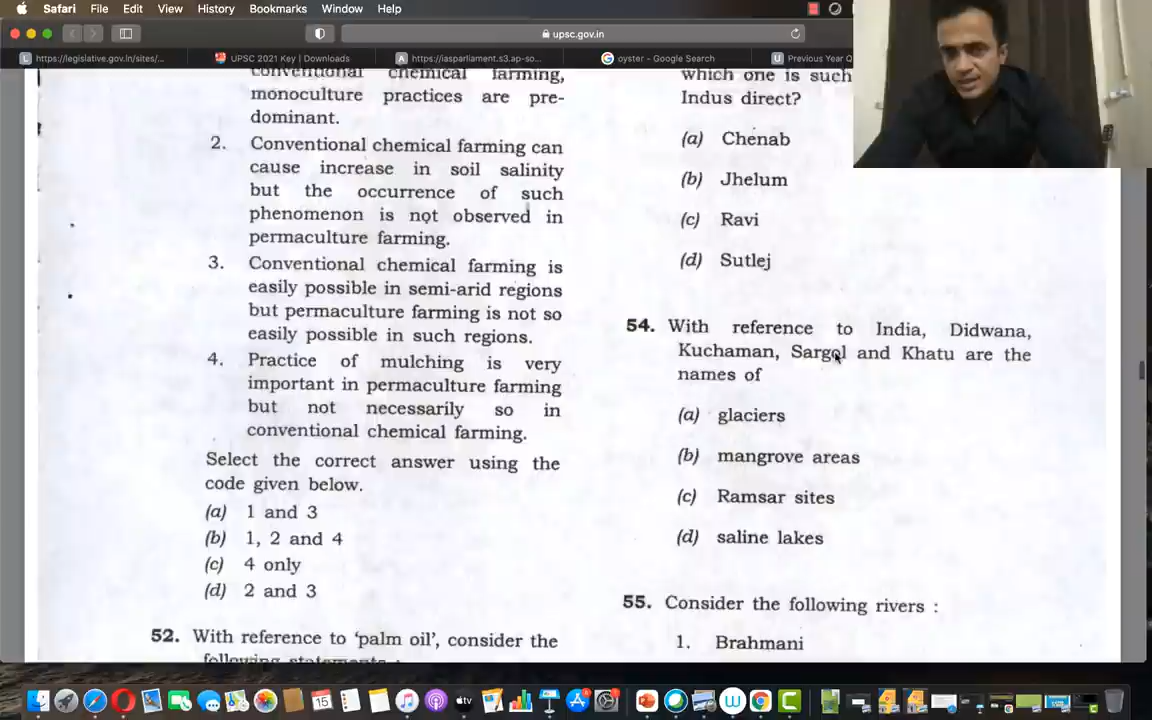 Safari File Edit View History Bookmarks Window Help
upsc.gov.in
https://legislative.gov.in/sites/...
UPSC 2021 Key | Downloads
https://iasparliament.s3.ap-so...
oyster - Google Search
Previous Year Q
conventional chemical farming,
monoculture practices are pre-
dominant.
2. Conventional chemical farming can
cause increase in soil salinity
but the occurrence of such
phenomenon is not observed in
permaculture farming.
3. Conventional chemical farming is
easily possible in semi-arid regions
but permaculture farming is not so
easily possible in such regions.
4. Practice of mulching is very
important in permaculture farming
but not necessarily so in
conventional chemical farming.
Select the correct answer using the
code given below.
(a) 1 and 3
(b) 1, 2 and 4
(c) 4 only
(d) 2 and 3
52. With reference to 'palm oil', consider the
following statements :
which one is such
Indus direct?
(a) Chenab
(b) Jhelum
(c) Ravi
(d) Sutlej
54. With reference to India, Didwana,
Kuchaman, Sargol and Khatu are the
names of
(a) glaciers
(b) mangrove areas
(c) Ramsar sites
(d) saline lakes
55. Consider the following rivers :
1. Brahmani
15